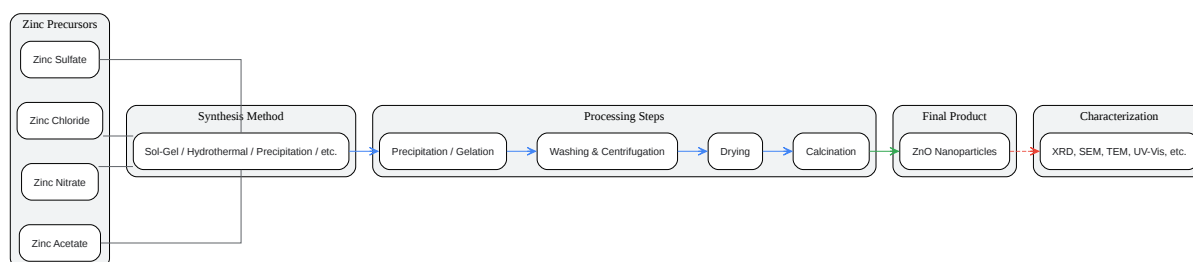 Zinc Precursors
Zinc Sulfate
Zinc Chloride
Zinc Nitrate
Zinc Acetate
Synthesis Method
Sol-Gel / Hydrothermal / Precipitation / etc.
Processing Steps
Precipitation / Gelation
Washing & Centrifugation
Drying
Calcination
Final Product
ZnO Nanoparticles
Characterization
XRD, SEM, TEM, UV-Vis, etc.